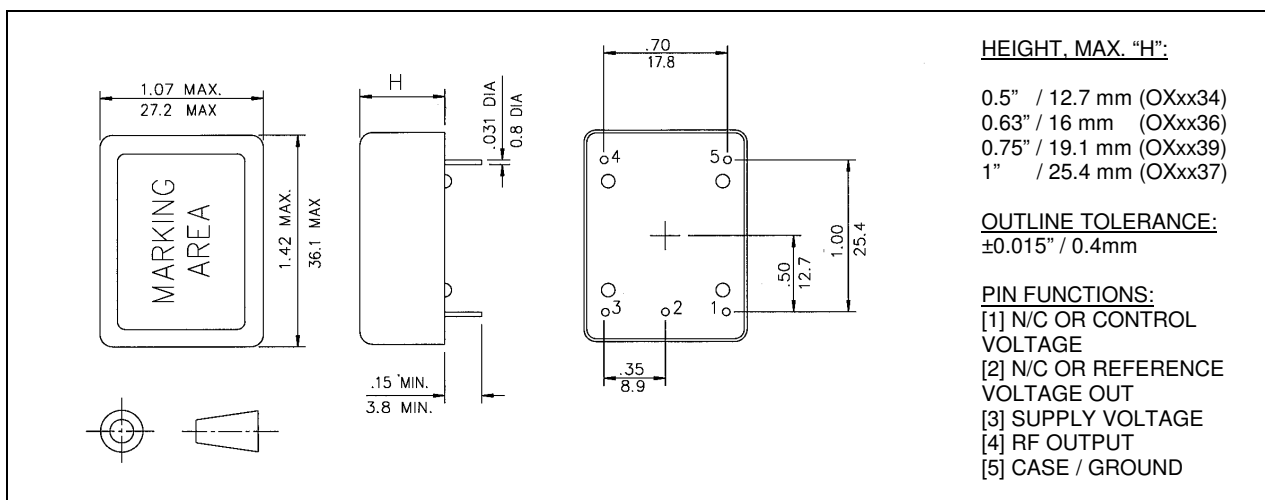 1.07 MAX.
27.2 MAX
MARKING
AREA
1.42 MAX.
36.1 MAX
H
.031 DIA
0.8 DIA
.15 MIN.
3.8 MIN.
.70
17.8
4
5
1.00
25.4
.50
12.7
3
2
1
.35
8.9
HEIGHT, MAX. “H”:
0.5” / 12.7 mm (OXxx34)
0.63” / 16 mm (OXxx36)
0.75” / 19.1 mm (OXxx39)
1” / 25.4 mm (OXxx37)
OUTLINE TOLERANCE:
±0.015” / 0.4mm
PIN FUNCTIONS:
[1] N/C OR CONTROL
VOLTAGE
[2] N/C OR REFERENCE
VOLTAGE OUT
[3] SUPPLY VOLTAGE
[4] RF OUTPUT
[5] CASE / GROUND